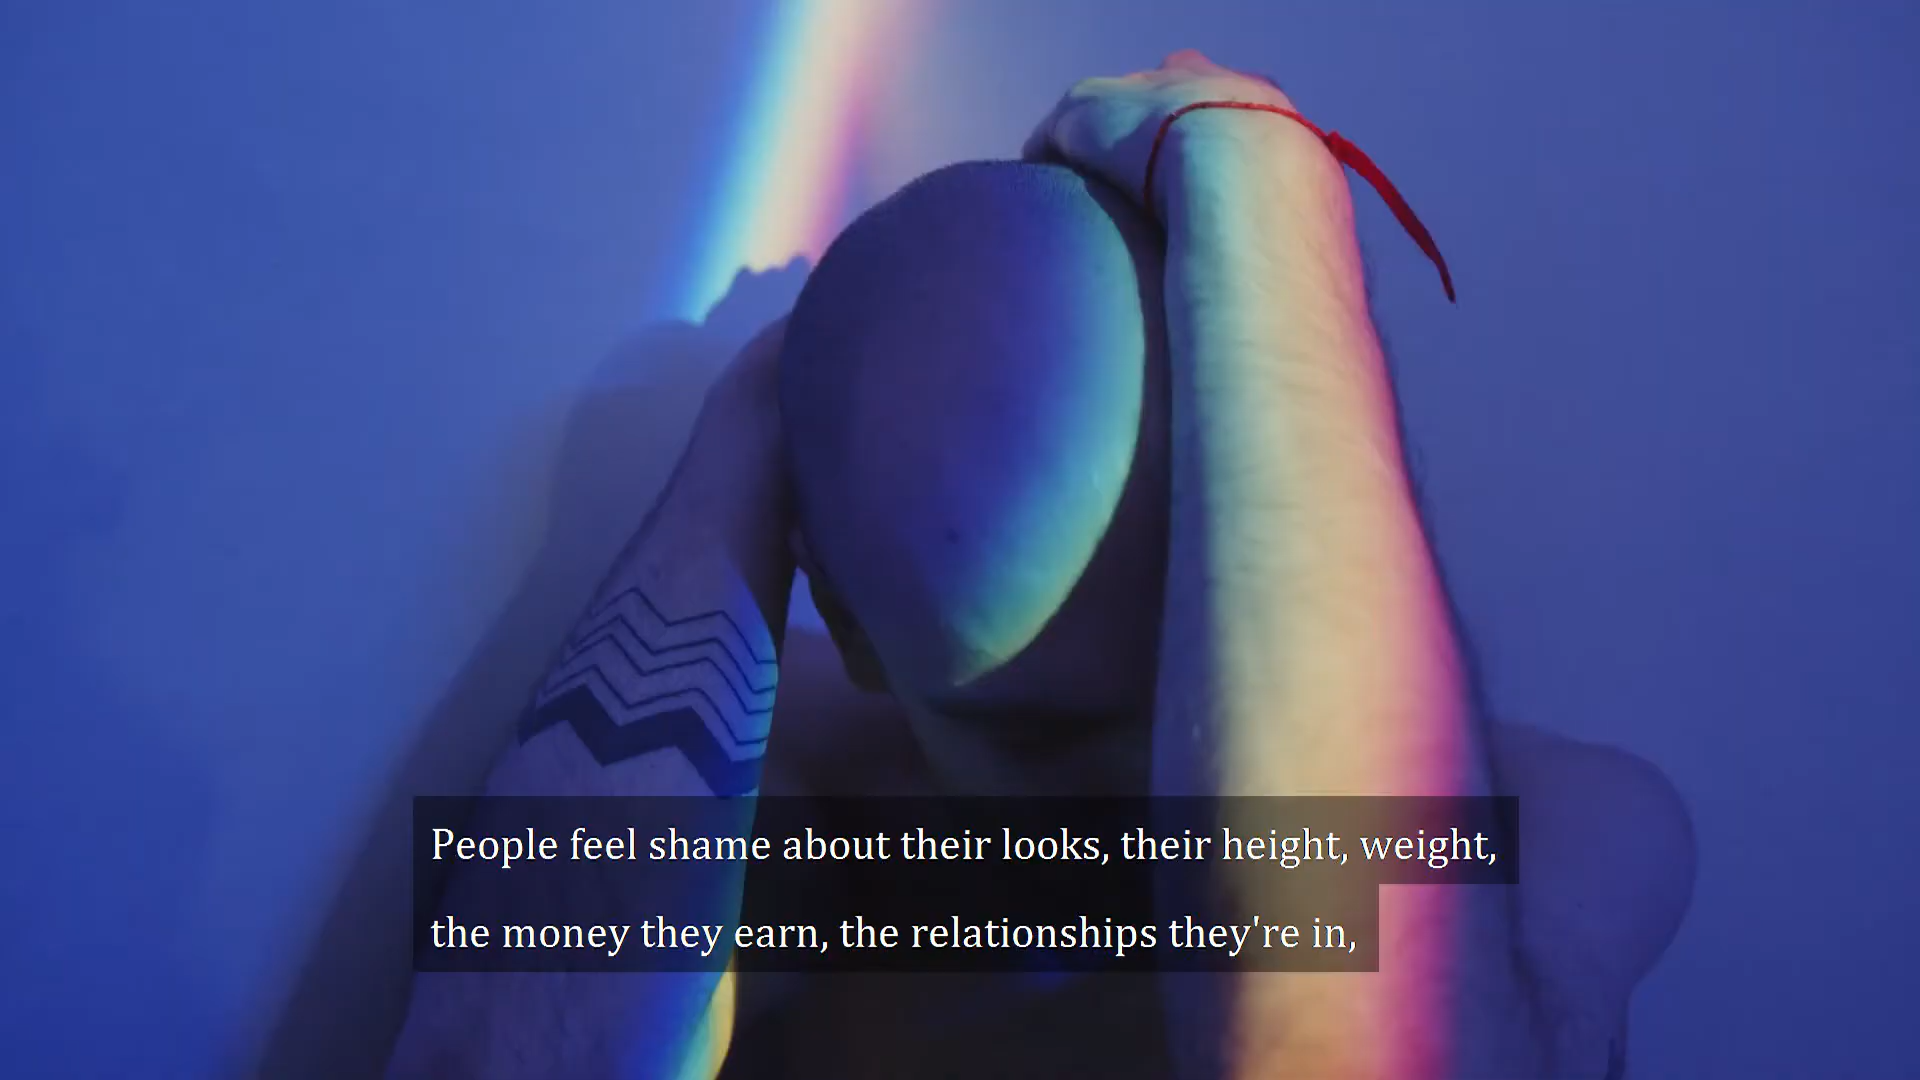 People feel shame about their looks, their height, weight,
the money they earn, the relationships they're in,